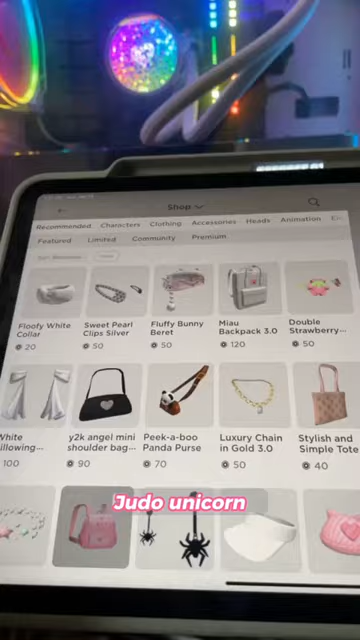 Shop
Recommended Characters Clothing Accessories Heads Animation
Featured Limited Community Premium
Floofy White Collar
20
Sweet Pearl Clips Silver
50
Fluffy Bunny Beret
50
Miau Backpack 3.0
120
Double Strawberry...
50
White
100
y2k angel mini shoulder bag...
90
Peek-a-boo Panda Purse
70
Luxury Chain in Gold 3.0
50
Stylish and Simple Tote
40
Judo unicorn